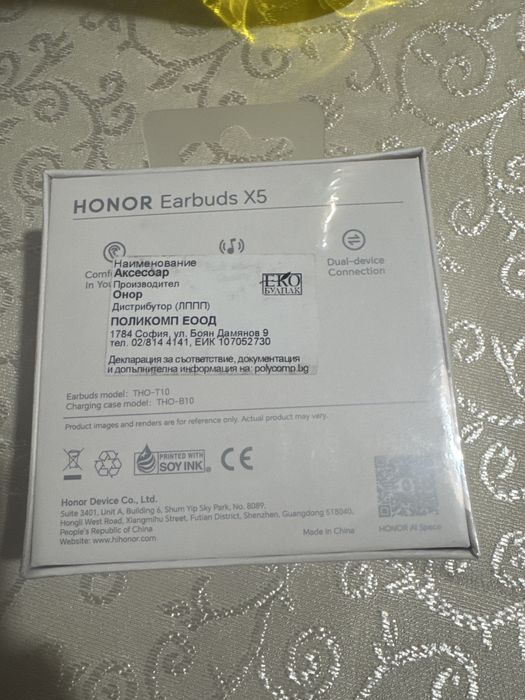 HONOR Earbuds X5
Dual-device
Connection
Comf
In You
Наименование
Аксесоар
Производител
Онор
Дистрибутор (ЛППП)
ПОЛИКОМП ЕООД
1784 София, ул. Боян Дамянов 9
тел. 02/814 4141, ЕИК 107052730
Декларация за съответствие, документация
и допълнителна информация на: polycomp.bg
ЕКО
БУЛПАК
Earbuds model: THO-T10
Charging case model: THO-B10
Product images and renders are for reference only. Actual product may vary.
PRINTED WITH
SOY INK
CE
Honor Device Co., Ltd.
Suite 3401, Unit A, Building 6, Shum Yip Sky Park, No. 8089,
Hongli West Road, Xiangmihu Street, Futian District, Shenzhen, Guangdong 518040,
People's Republic of China
Website: www.hihonor.com
Made in China
HONOR AI Space